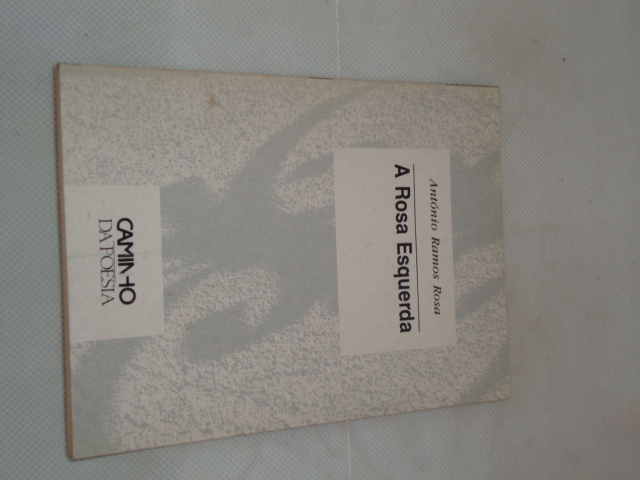 António Ramos Rosa
A Rosa Esquerda
CAMINHO
DA POESIA